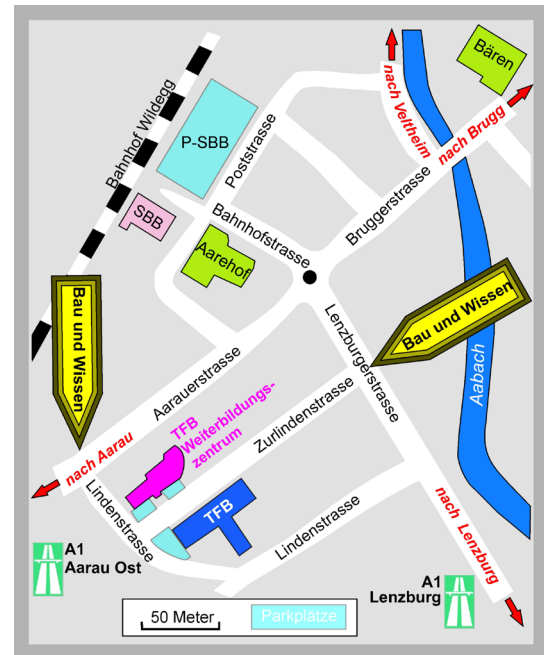 Bären
nach Veltheim
nach Brugg
Bahnhof Wildegg
P-SBB
Poststrasse
SBB
Bahnhofstrasse
Bruggerstrasse
Aarehof
Bau und Wissen
Bau und Wissen
Lenzburgerstrasse
Aabach
Aarauerstrasse
TFB
Weiterbildungs-
zentrum
Zurlindenstrasse
nach Aarau
Lindenstrasse
TFB
Lindenstrasse
nach Lenzburg
A1
Aarau Ost
A1
Lenzburg
50 Meter
Parkplätze